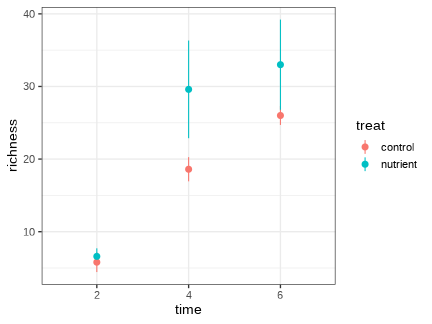 40
30
20
10
richness
2 4 6
time
treat
control
nutrient